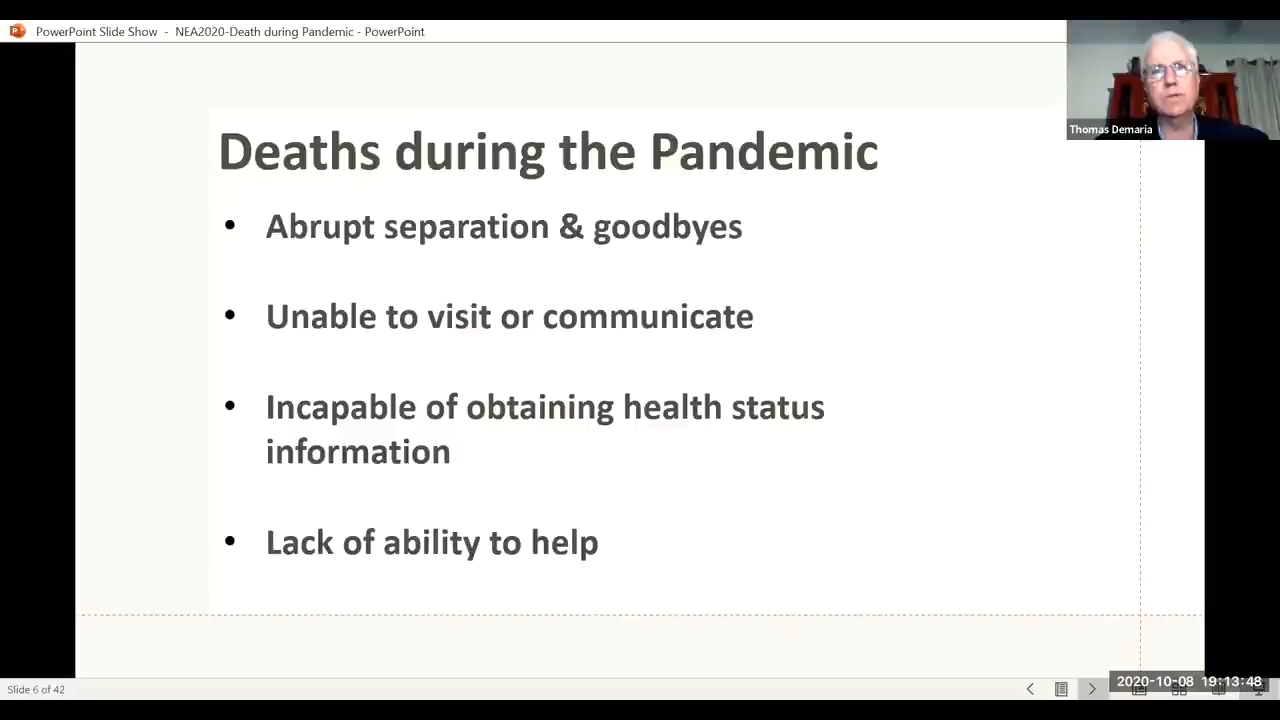 PowerPoint Slide Show - NEA2020-Death during Pandemic - PowerPoint
Thomas Demaria
Deaths during the Pandemic
• Abrupt separation & goodbyes
• Unable to visit or communicate
• Incapable of obtaining health status
information
• Lack of ability to help
Slide 6 of 42
2020-10-08 19:13:48